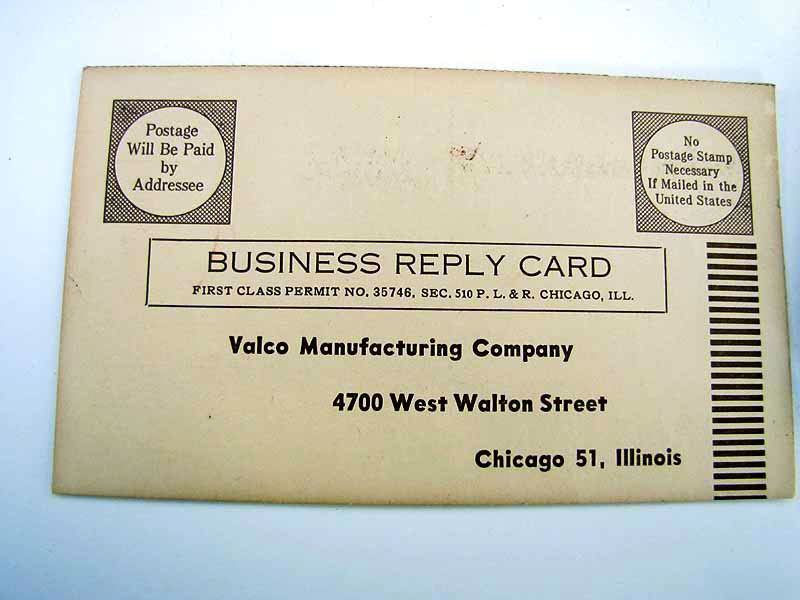 Postage
Will Be Paid
by
Addressee
No
Postage Stamp
Necessary
If Mailed in the
United States
BUSINESS REPLY CARD
FIRST CLASS PERMIT NO. 35746, SEC. 510 P. L. & R. CHICAGO, ILL.
Valco Manufacturing Company
4700 West Walton Street
Chicago 51, Illinois